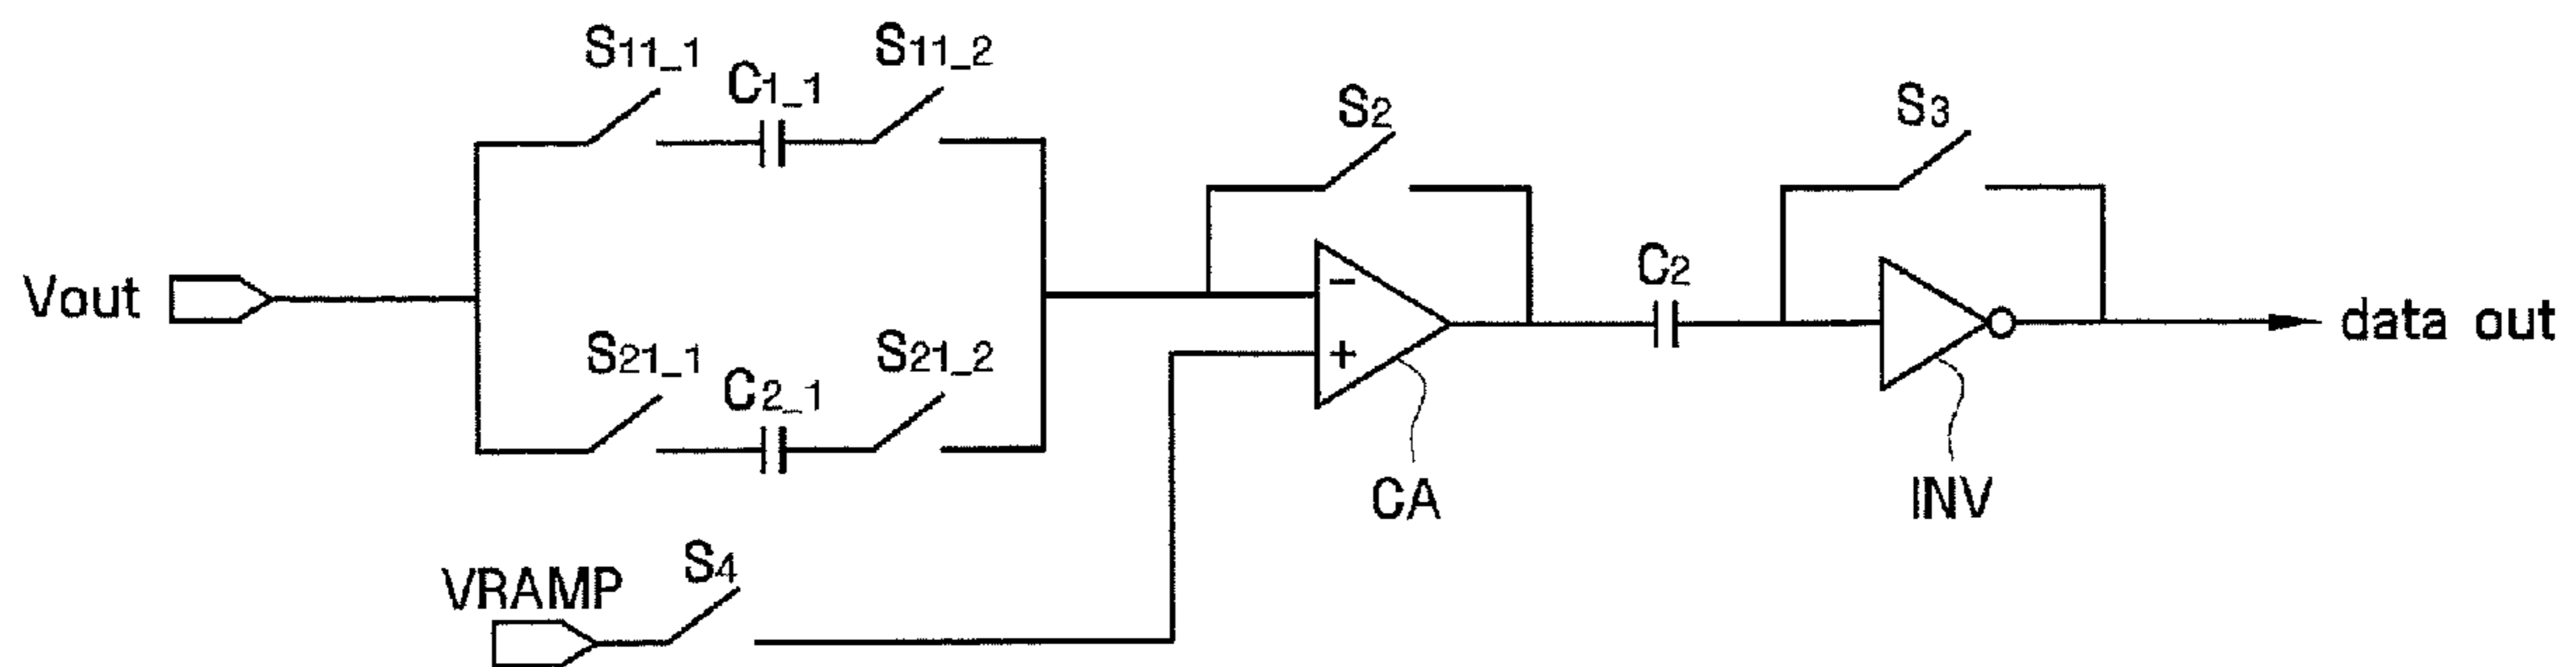 S11_1
S11_2
C1_1
S2
S3
Vout
C2
data out
S21_1
S21_2
C2_1
-
+
CA
INV
VRAMP
S4